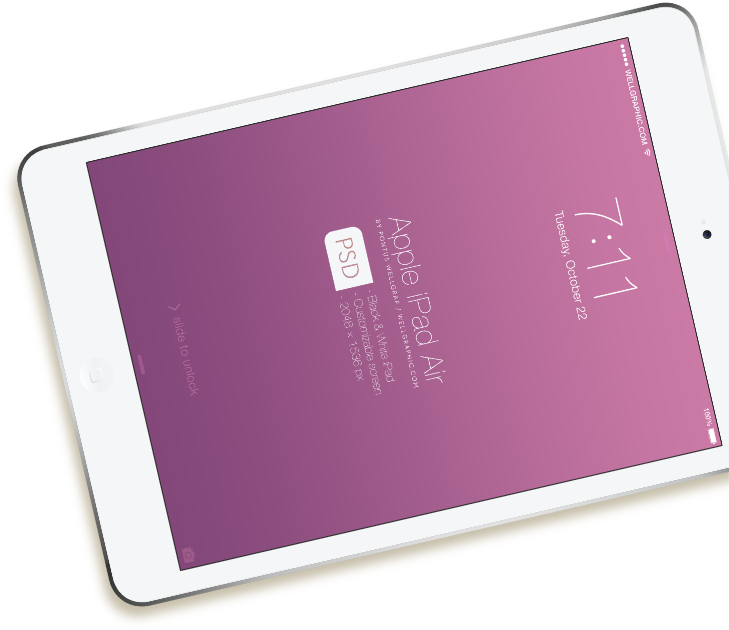 WELLGRAPHIC.COM
100%
7:11
Tuesday, October 22
Apple iPad Air
BY PONTUS WELLGRAF / WELLGRAPHIC.COM
PSD
· Black & White iPad
· Customizable screen
· 2048 x 1536 px
> slide to unlock